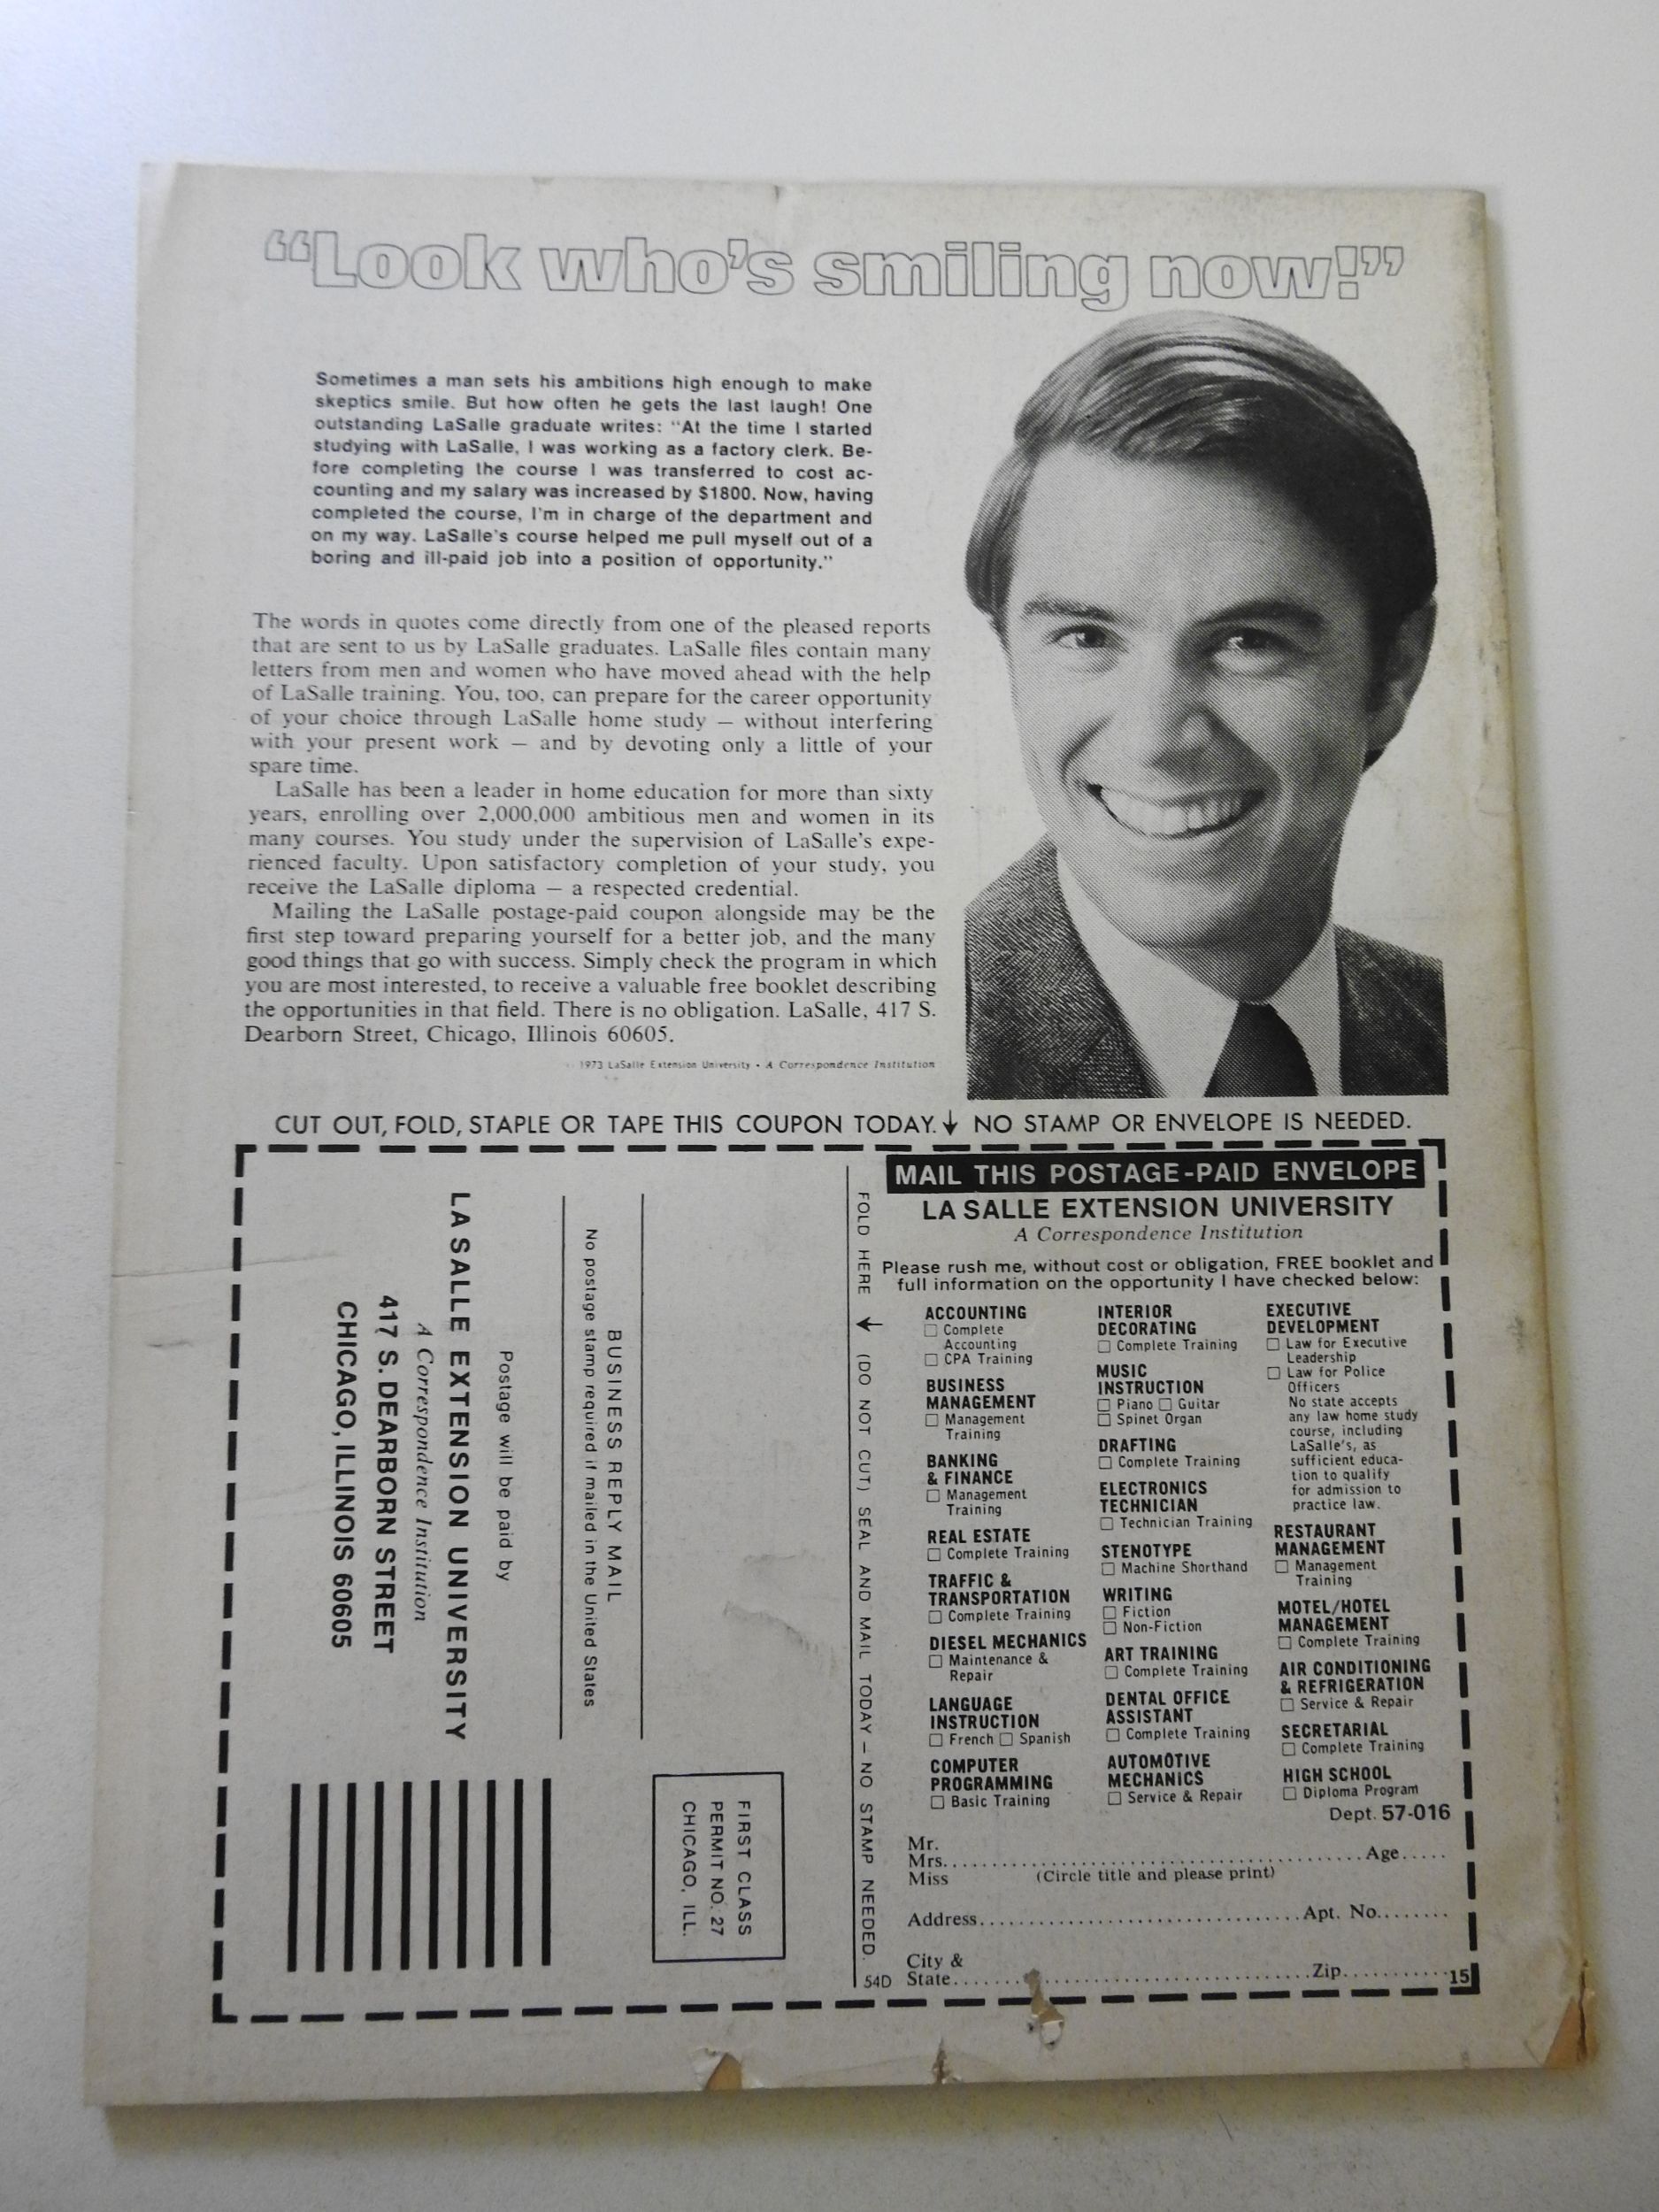 “Look who’s smiling now!”
Sometimes a man sets his ambitions high enough to make
skeptics smile. But how often he gets the last laugh! One
outstanding LaSalle graduate writes: “At the time I started
studying with LaSalle, I was working as a factory clerk. Be-
fore completing the course I was transferred to cost ac-
counting and my salary was increased by $1800. Now, having
completed the course, I’m in charge of the department and
on my way. LaSalle’s course helped me pull myself out of a
boring and ill-paid job into a position of opportunity.”
The words in quotes come directly from one of the pleased reports
that are sent to us by LaSalle graduates. LaSalle files contain many
letters from men and women who have moved ahead with the help
of LaSalle training. You, too, can prepare for the career opportunity
of your choice through LaSalle home study — without interfering
with your present work — and by devoting only a little of your
spare time.
LaSalle has been a leader in home education for more than sixty
years, enrolling over 2,000,000 ambitious men and women in its
many courses. You study under the supervision of LaSalle’s expe-
rienced faculty. Upon satisfactory completion of your study, you
receive the LaSalle diploma — a respected credential.
Mailing the LaSalle postage-paid coupon alongside may be the
first step toward preparing yourself for a better job, and the many
good things that go with success. Simply check the program in which
you are most interested, to receive a valuable free booklet describing
the opportunities in that field. There is no obligation. LaSalle, 417 S.
Dearborn Street, Chicago, Illinois 60605.
1973 LaSalle Extension University • A Correspondence Institution
CUT OUT, FOLD, STAPLE OR TAPE THIS COUPON TODAY.↓ NO STAMP OR ENVELOPE IS NEEDED.
FIRST CLASS
PERMIT NO. 27
CHICAGO, ILL.
BUSINESS REPLY MAIL
No postage stamp required if mailed in the United States
Postage will be paid by
LA SALLE EXTENSION UNIVERSITY
A Correspondence Institution
417 S. DEARBORN STREET
CHICAGO, ILLINOIS 60605
FOLD HERE ← (DO NOT CUT) SEAL AND MAIL TODAY – NO STAMP NEEDED.
MAIL THIS POSTAGE-PAID ENVELOPE
LA SALLE EXTENSION UNIVERSITY
A Correspondence Institution
Please rush me, without cost or obligation, FREE booklet and
full information on the opportunity I have checked below:
ACCOUNTING
☐ Complete
Accounting
☐ CPA Training
BUSINESS
MANAGEMENT
☐ Management
Training
BANKING
& FINANCE
☐ Management
Training
REAL ESTATE
☐ Complete Training
TRAFFIC &
TRANSPORTATION
☐ Complete Training
DIESEL MECHANICS
☐ Maintenance &
Repair
LANGUAGE
INSTRUCTION
☐ French ☐ Spanish
COMPUTER
PROGRAMMING
☐ Basic Training
INTERIOR
DECORATING
☐ Complete Training
MUSIC
INSTRUCTION
☐ Piano ☐ Guitar
☐ Spinet Organ
DRAFTING
☐ Complete Training
ELECTRONICS
TECHNICIAN
☐ Technician Training
STENOTYPE
☐ Machine Shorthand
WRITING
☐ Fiction
☐ Non-Fiction
ART TRAINING
☐ Complete Training
DENTAL OFFICE
ASSISTANT
☐ Complete Training
AUTOMOTIVE
MECHANICS
☐ Service & Repair
EXECUTIVE
DEVELOPMENT
☐ Law for Executive
Leadership
☐ Law for Police
Officers
No state accepts
any law home study
course, including
LaSalle’s, as
sufficient educa-
tion to qualify
for admission to
practice law.
RESTAURANT
MANAGEMENT
☐ Management
Training
MOTEL/HOTEL
MANAGEMENT
☐ Complete Training
AIR CONDITIONING
& REFRIGERATION
☐ Service & Repair
SECRETARIAL
☐ Complete Training
HIGH SCHOOL
☐ Diploma Program
Dept. 57-016
Mr.
Mrs. Age
Miss (Circle title and please print)
Address Apt. No.
City &
State Zip 15
54D